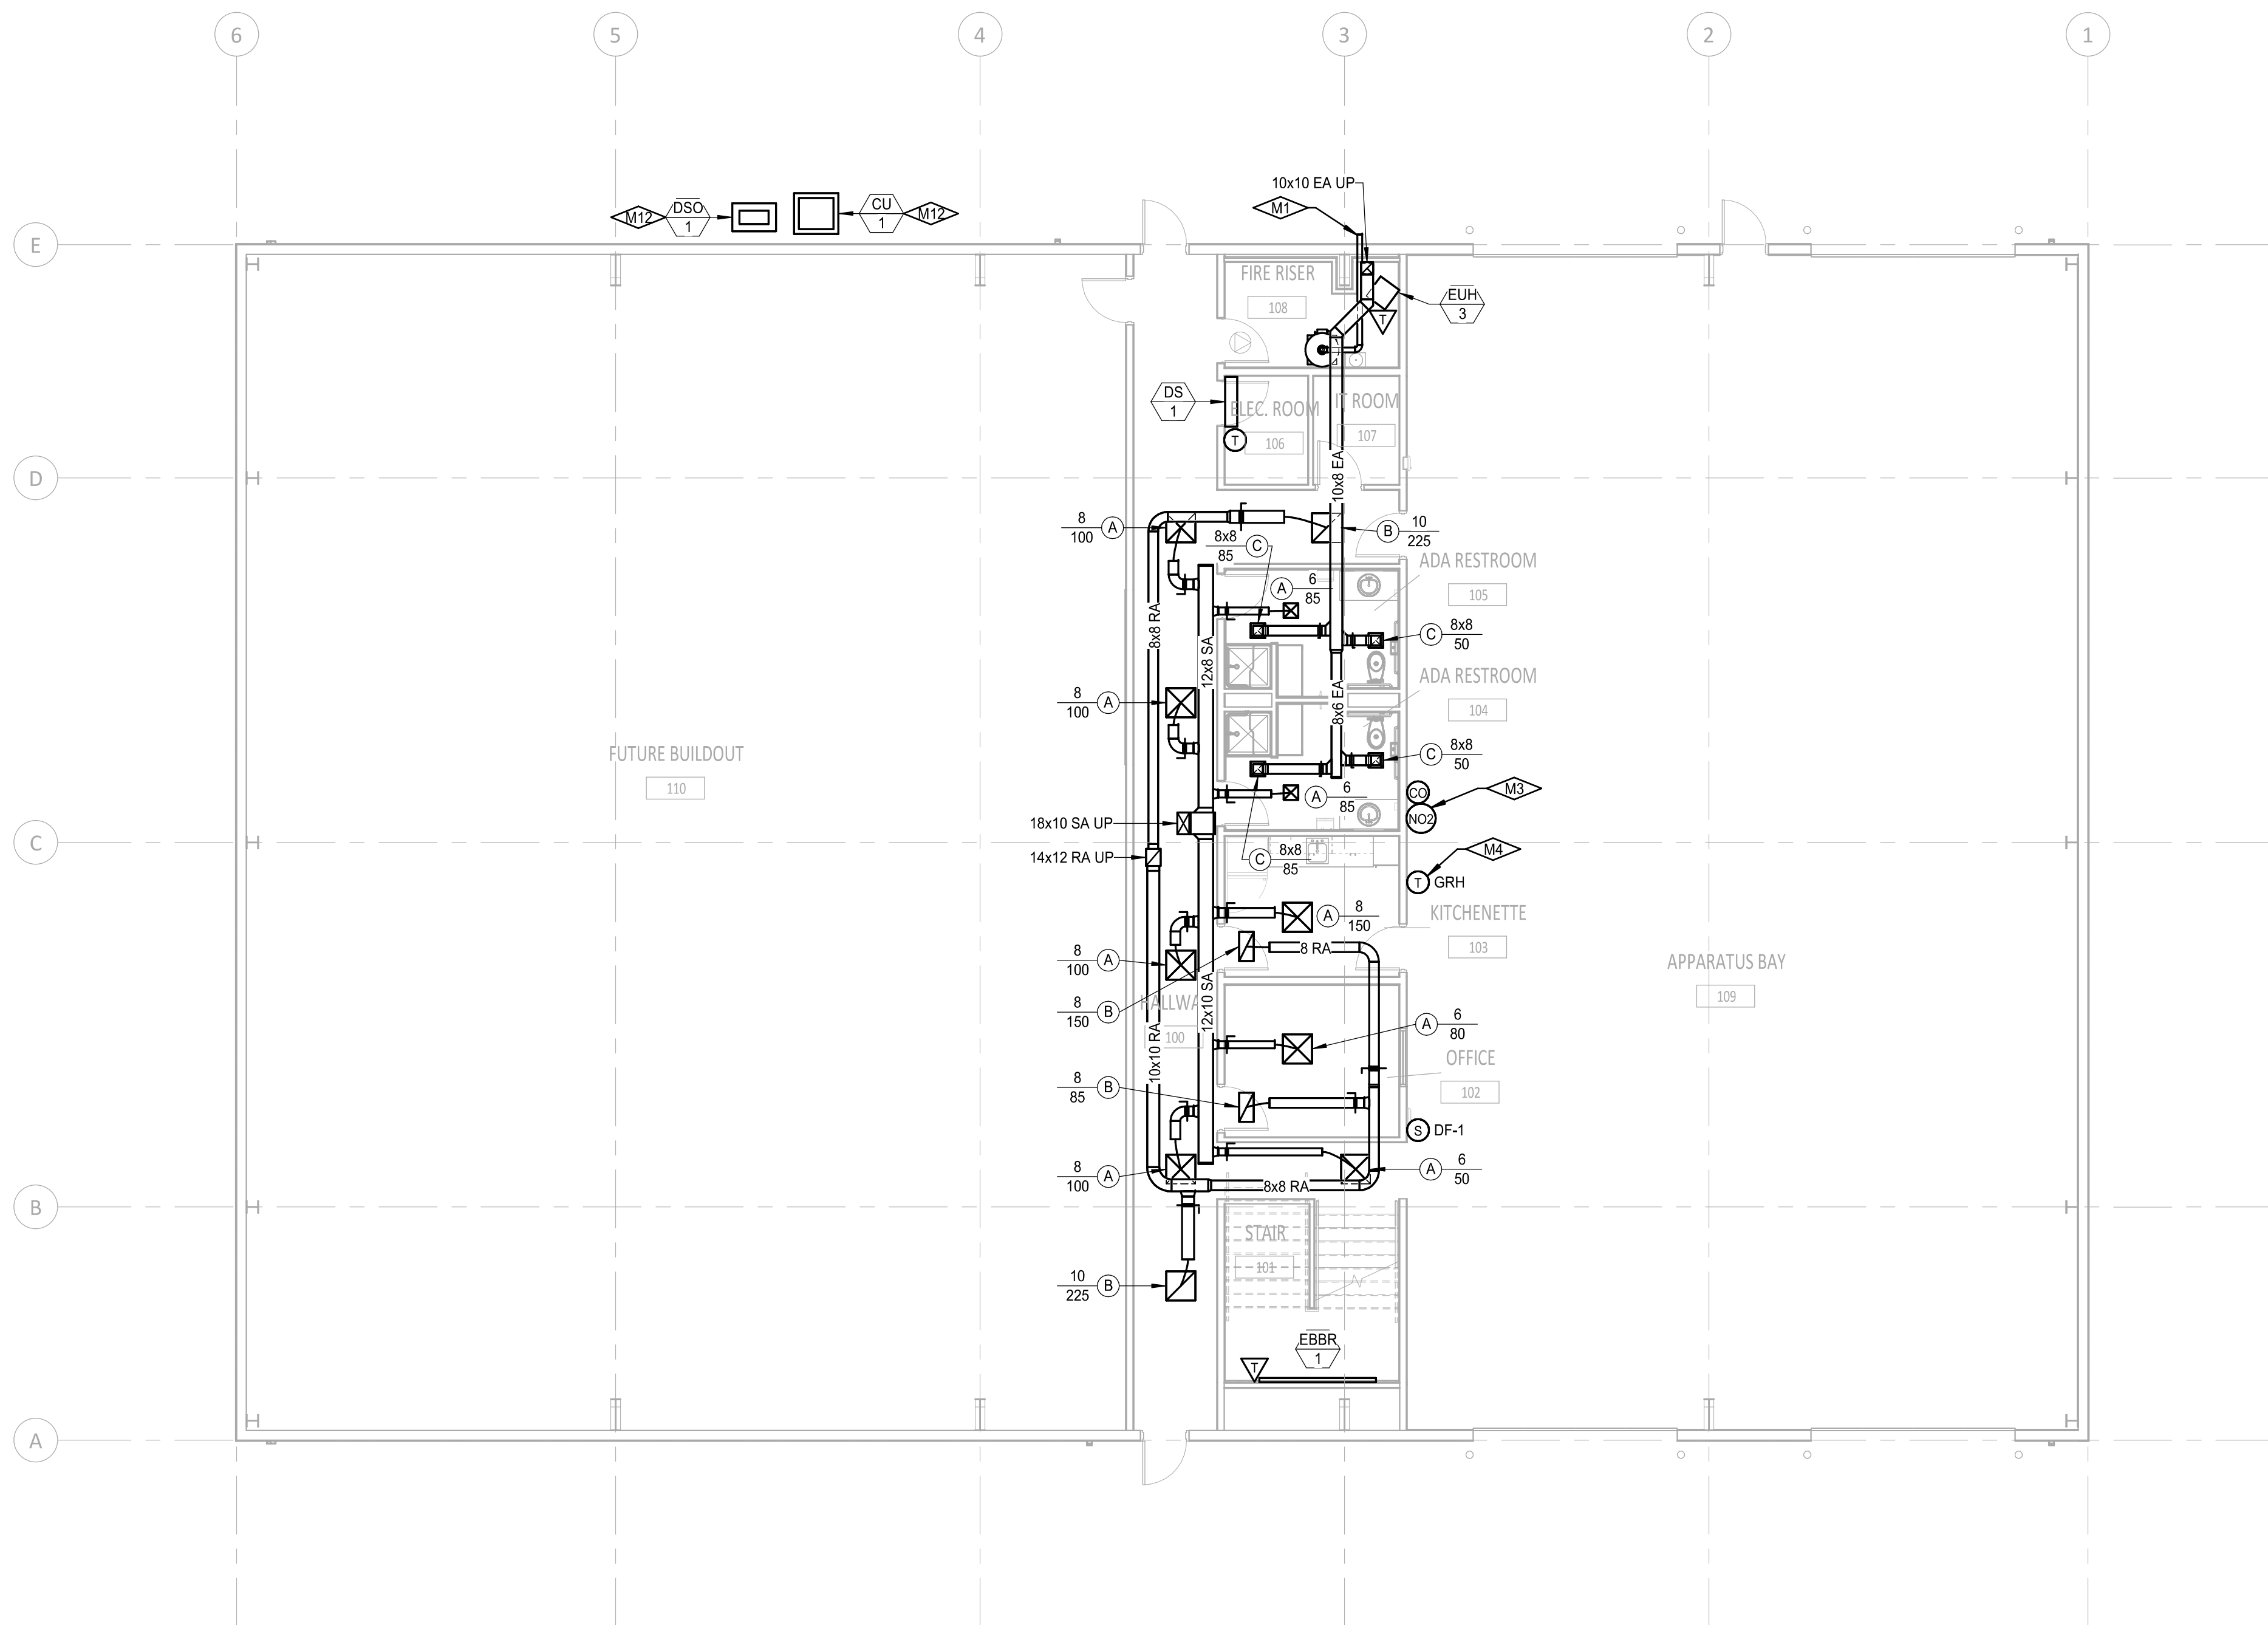 6
5
4
3
2
1
10x10 EA UP
M1
M12
DSO
1
CU
1
M12
E
FIRE RISER
108
EUH
3
T
DS
1
ELEC. ROOM
106
T
IT ROOM
107
10x8 EA
D
8
100
A
B
10
225
8x8
85
C
ADA RESTROOM
105
A
6
85
8x8 RA
12x8 SA
C
8x8
50
ADA RESTROOM
104
8
100
A
8x6 EA
FUTURE BUILDOUT
110
C
8x8
50
A
6
85
CO
NO2
M3
18x10 SA UP
C
14x12 RA UP
C
8x8
85
M4
T
GRH
A
8
150
KITCHENETTE
103
8 RA
8
100
A
APPARATUS BAY
109
HALLWA
100
12x10 SA
8
150
B
A
6
80
10x10 RA
OFFICE
102
8
85
B
S
DF-1
8
100
A
A
6
50
8x8 RA
B
STAIR
101
10
225
B
EBBR
1
T
A